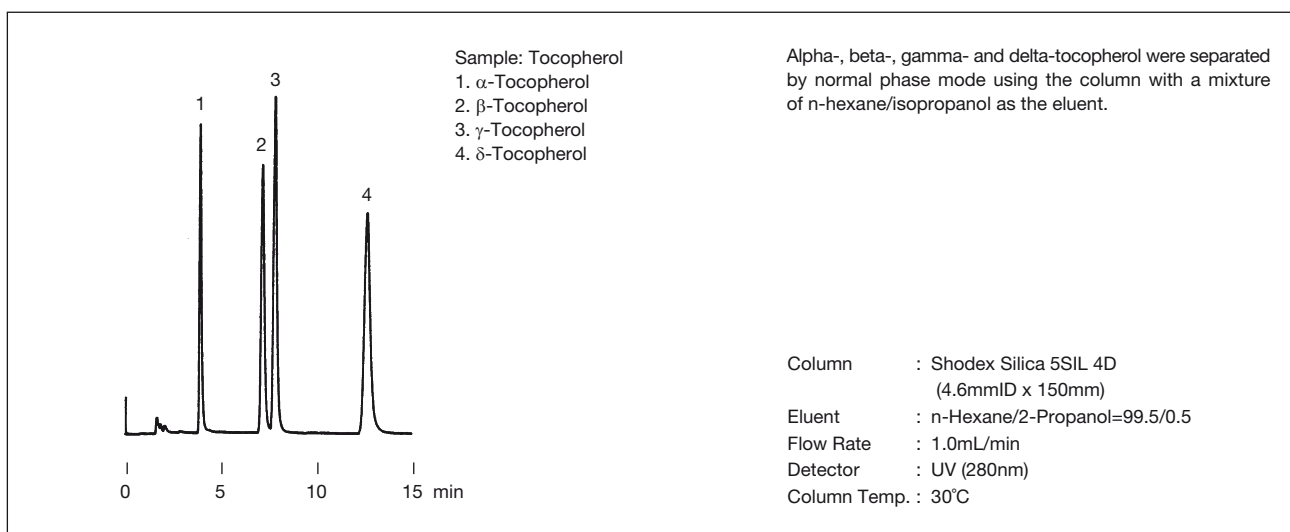 Sample: Tocopherol
1. α-Tocopherol
2. β-Tocopherol
3. γ-Tocopherol
4. δ-Tocopherol
Alpha-, beta-, gamma- and delta-tocopherol were separated
by normal phase mode using the column with a mixture
of n-hexane/isopropanol as the eluent.
1
2
3
4
0 5 10 15 min
Column : Shodex Silica 5SIL 4D
(4.6mmID x 150mm)
Eluent : n-Hexane/2-Propanol=99.5/0.5
Flow Rate : 1.0mL/min
Detector : UV (280nm)
Column Temp. : 30℃